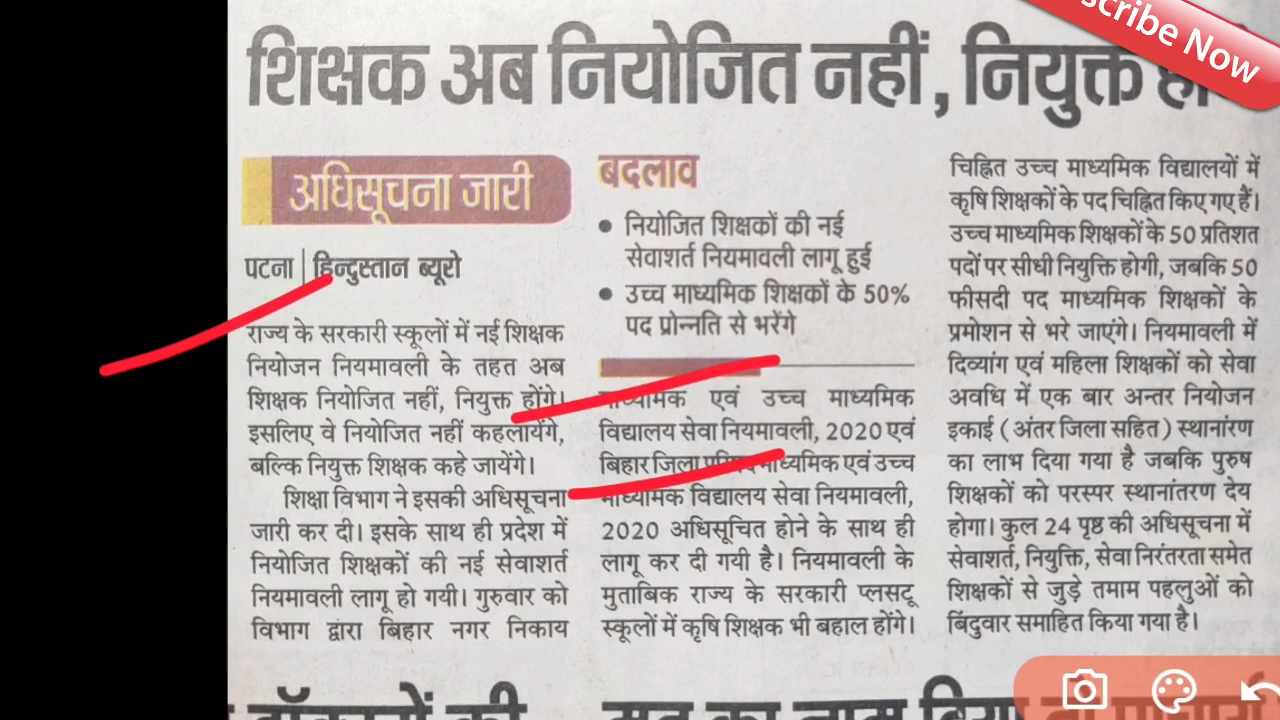 शिक्षक अब नियोजित नहीं, नियुक्त
scribe Now
अधिसूचना जारी
पटना | हिन्दुस्तान ब्यूरो
राज्य के सरकारी स्कूलों में नई शिक्षक
नियोजन नियमावली के तहत अब
शिक्षक नियोजित नहीं, नियुक्त होंगे।
इसलिए वे नियोजित नहीं कहलायेंगे,
बल्कि नियुक्त शिक्षक कहे जायेंगे।
शिक्षा विभाग ने इसकी अधिसूचना
जारी कर दी। इसके साथ ही प्रदेश में
नियोजित शिक्षकों की नई सेवाशर्त
नियमावली लागू हो गयी। गुरुवार को
विभाग द्वारा बिहार नगर निकाय
बदलाव
• नियोजित शिक्षकों की नई
सेवाशर्त नियमावली लागू हुई
• उच्च माध्यमिक शिक्षकों के 50%
पद प्रोन्नति से भरेंगे
माध्यमिक एवं उच्च माध्यमिक
विद्यालय सेवा नियमावली, 2020 एवं
बिहार जिला परिषद माध्यमिक एवं उच्च
माध्यमिक विद्यालय सेवा नियमावली,
2020 अधिसूचित होने के साथ ही
लागू कर दी गयी है। नियमावली के
मुताबिक राज्य के सरकारी प्लसटू
स्कूलों में कृषि शिक्षक भी बहाल होंगे।
चिह्नित उच्च माध्यमिक विद्यालयों में
कृषि शिक्षकों के पद चिह्नित किए गए हैं।
उच्च माध्यमिक शिक्षकों के 50 प्रतिशत
पदों पर सीधी नियुक्ति होगी, जबकि 50
फीसदी पद माध्यमिक शिक्षकों के
प्रमोशन से भरे जाएंगे। नियमावली में
दिव्यांग एवं महिला शिक्षकों को सेवा
अवधि में एक बार अन्तर नियोजन
इकाई (अंतर जिला सहित) स्थानांरण
का लाभ दिया गया है जबकि पुरुष
शिक्षकों को परस्पर स्थानांतरण देय
होगा। कुल 24 पृष्ठ की अधिसूचना में
सेवाशर्त, नियुक्ति, सेवा निरंतरता समेत
शिक्षकों से जुड़े तमाम पहलुओं को
बिंदुवार समाहित किया गया है।